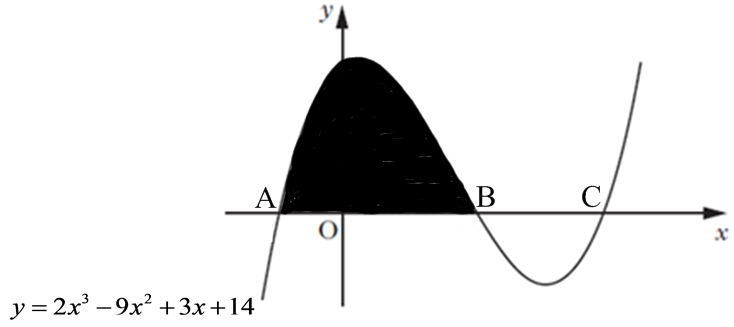 y
A
B
C
O
x
y = 2x³ − 9x² + 3x + 14